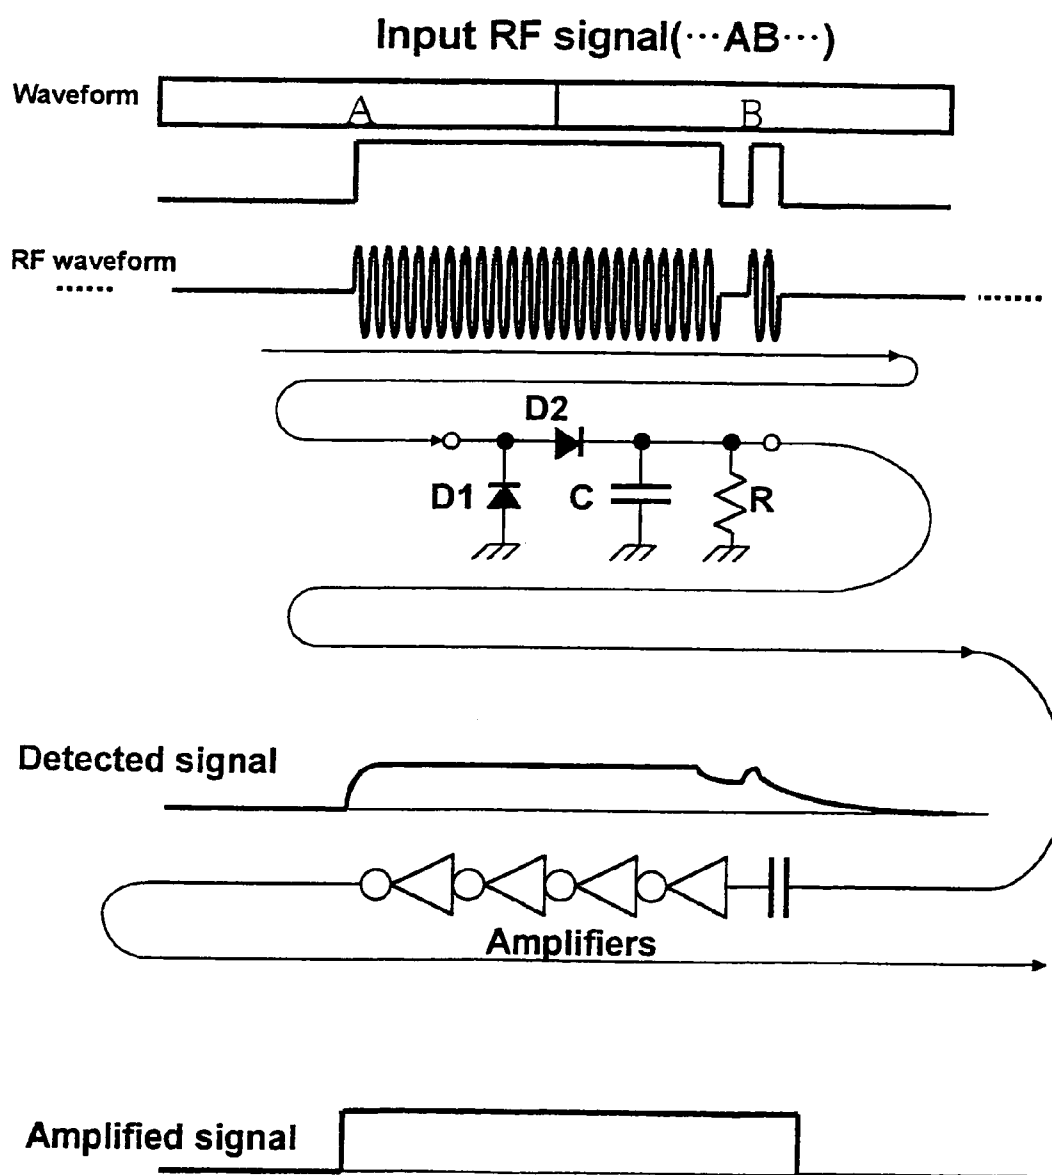 Input RF signal(···AB···)
Waveform
A
B
RF waveform
D2
D1
C
R
Detected signal
Amplifiers
Amplified signal